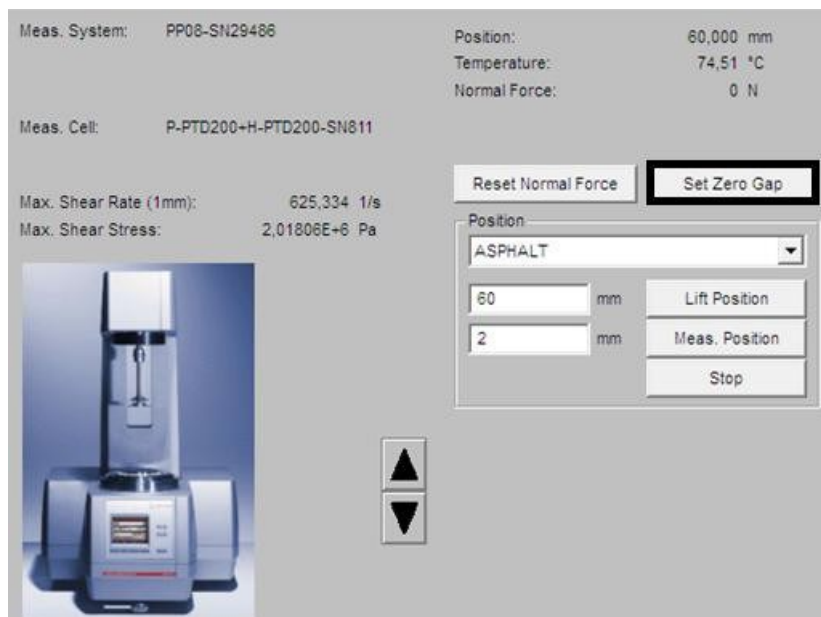 Meas. System: PP08-SN29486
Meas. Cell: P-PTD200+H-PTD200-SN811
Max. Shear Rate (1mm): 625,334 1/s
Max. Shear Stress: 2,01806E+6 Pa
Position: 60,000 mm
Temperature: 74,51 °C
Normal Force: 0 N
Reset Normal Force Set Zero Gap
Position
ASPHALT
60 mm Lift Position
2 mm Meas. Position
Stop